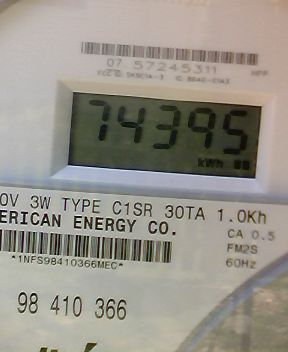 07 57245311
74395
kWh
0V 3W TYPE C1SR 30TA 1.0Kh
ERICAN ENERGY CO.
CA 0.5
FM2S
*1NFS98410366MEC*
60Hz
98 410 366